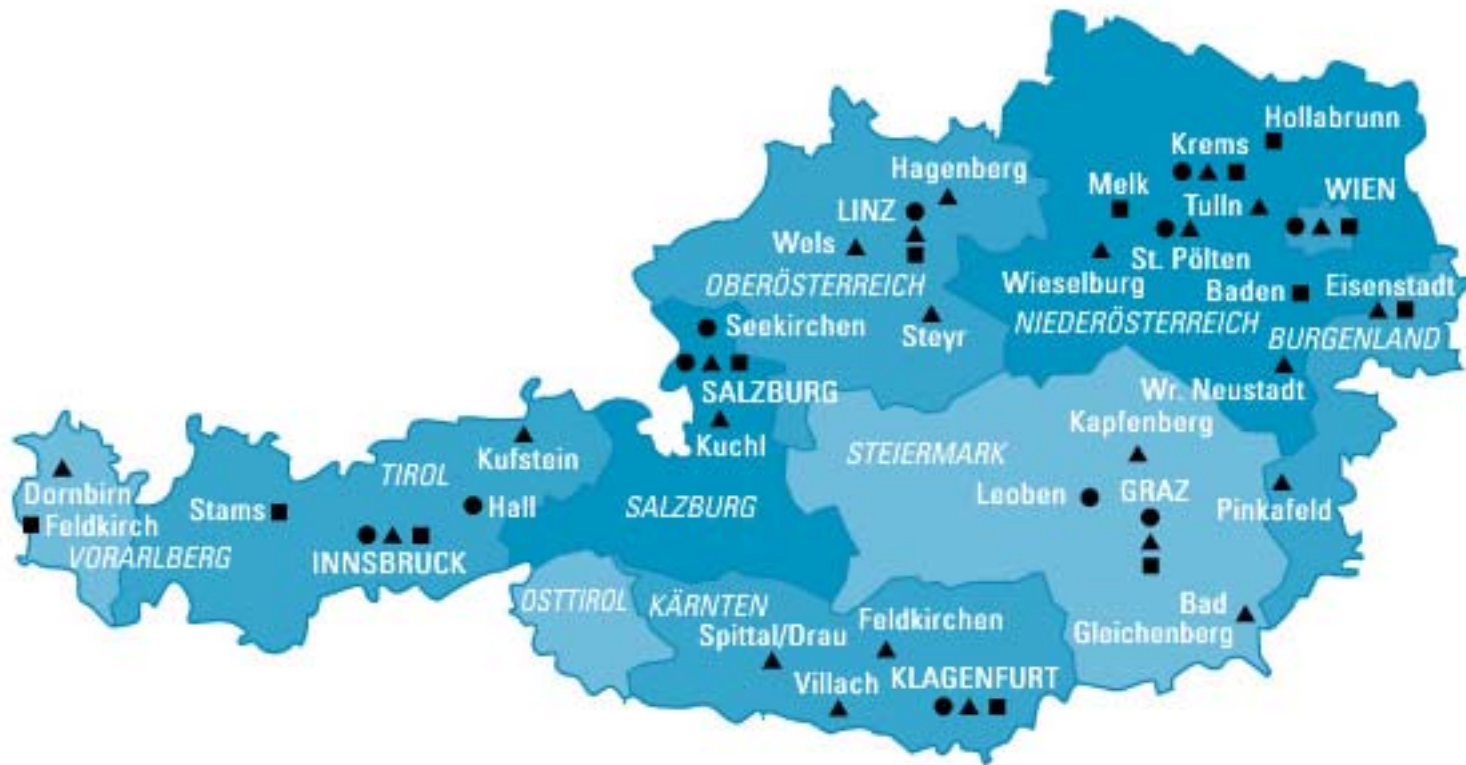 Hollabrunn
Krems
Hagenberg
Melk
WIEN
LINZ
Tulln
Wels
St. Pölten
Wieselburg
OBERÖSTERREICH
Baden
Eisenstadt
Seekirchen
Steyr
NIEDERÖSTERREICH
BURGENLAND
SALZBURG
Wr. Neustadt
Kuchl
Kapfenberg
STEIERMARK
Kufstein
TIROL
Dornbirn
Leoben
GRAZ
Pinkafeld
Hall
Stams
SALZBURG
Feldkirch
VORARLBERG
INNSBRUCK
OSTTIROL
KÄRNTEN
Bad
Gleichenberg
Feldkirchen
Spittal/Drau
Villach
KLAGENFURT